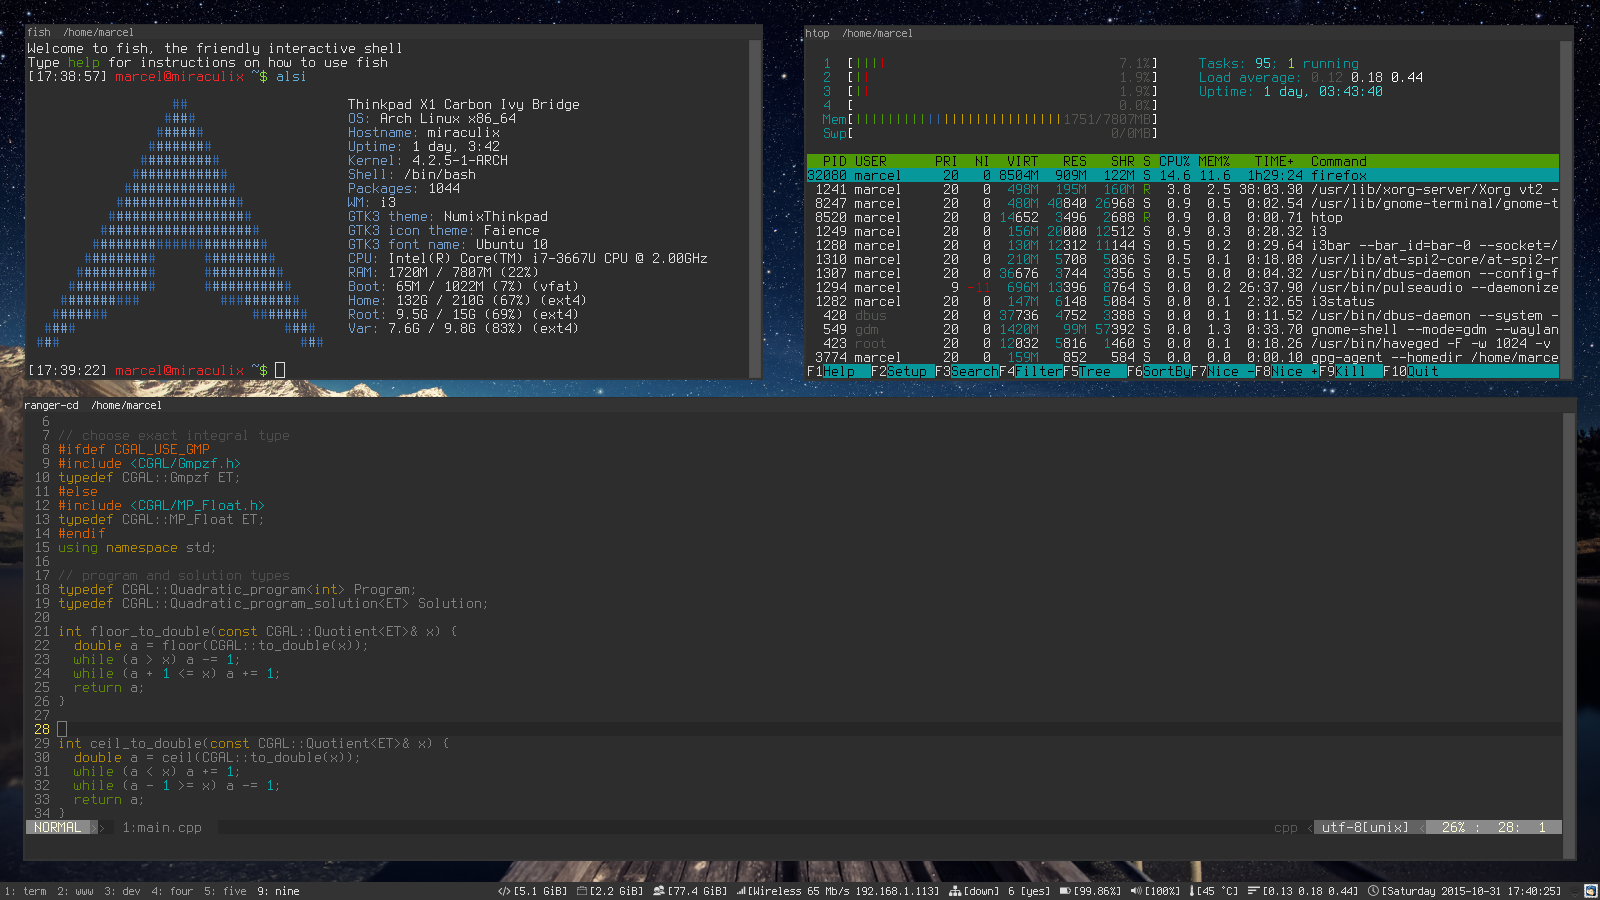 fish  /home/marcel
Welcome to fish, the friendly interactive shell
Type help for instructions on how to use fish
[17:38:57] marcel@miraculix ~$ alsi
Thinkpad X1 Carbon Ivy Bridge
OS: Arch Linux x86_64
Hostname: miraculix
Uptime: 1 day, 3:42
Kernel: 4.2.5-1-ARCH
Shell: /bin/bash
Packages: 1044
WM: i3
GTK3 theme: NumixThinkpad
GTK3 icon theme: Faience
GTK3 font name: Ubuntu 10
CPU: Intel(R) Core(TM) i7-3667U CPU @ 2.00GHz
RAM: 1720M / 7807M (22%)
Boot: 65M / 1022M (7%) (vfat)
Home: 132G / 210G (67%) (ext4)
Root: 9.5G / 15G (69%) (ext4)
Var: 7.6G / 9.8G (83%) (ext4)
[17:39:22] marcel@miraculix ~$
htop  /home/marcel
1 [|||| 7.1%]
2 [|| 1.9%]
3 [|| 1.9%]
4 [ 0.0%]
Mem[||||||||||||||||||||||||||1751/7807MB]
Swp[ 0/0MB]
Tasks: 95; 1 running
Load average: 0.12 0.18 0.44
Uptime: 1 day, 03:43:40
PID USER PRI NI VIRT RES SHR S CPU% MEM% TIME+ Command
32080 marcel 20 0 8504M 909M 122M S 14.6 11.6 1h29:24 firefox
1241 marcel 20 0 498M 195M 160M R 3.8 2.5 38:03.30 /usr/lib/xorg-server/Xorg vt2 -
8247 marcel 20 0 480M 40840 26968 S 0.9 0.5 0:02.54 /usr/lib/gnome-terminal/gnome-t
8520 marcel 20 0 14652 3496 2688 R 0.9 0.0 0:00.71 htop
1249 marcel 20 0 156M 20000 12512 S 0.9 0.3 0:09.30 i3
1280 marcel 20 0 130M 12312 11144 S 0.5 0.2 0:29.64 i3bar --bar_id=bar-0 --socket=/
1310 marcel 20 0 210M 5708 5036 S 0.5 0.1 0:18.08 /usr/lib/at-spi2-core/at-spi2-r
1307 marcel 20 0 36676 3744 3356 S 0.5 0.0 0:04.32 /usr/bin/dbus-daemon --config-f
1294 marcel 9 -11 696M 13396 8764 S 0.0 0.2 26:37.90 /usr/bin/pulseaudio --daemonize
1282 marcel 20 0 147M 6148 5084 S 0.0 0.1 2:32.65 i3status
420 dbus 20 0 37736 4752 3388 S 0.0 0.1 0:11.52 /usr/bin/dbus-daemon --system -
549 gdm 20 0 1420M 99M 57392 S 0.0 1.3 0:33.70 gnome-shell --mode=gdm --waylan
423 root 20 0 12032 5816 1460 S 0.0 0.1 0:18.26 /usr/bin/haveged -F -w 1024 -v
3774 marcel 20 0 159M 852 584 S 0.0 0.0 0:00.10 gpg-agent --homedir /home/marce
F1Help F2Setup F3SearchF4FilterF5Tree F6SortByF7Nice -F8Nice +F9Kill F10Quit
ranger-cd  /home/marcel
6
7 // choose exact integral type
8 #ifdef CGAL_USE_GMP
9 #include <CGAL/Gmpzf.h>
10 typedef CGAL::Gmpzf ET;
11 #else
12 #include <CGAL/MP_Float.h>
13 typedef CGAL::MP_Float ET;
14 #endif
15 using namespace std;
16
17 // program and solution types
18 typedef CGAL::Quadratic_program<int> Program;
19 typedef CGAL::Quadratic_program_solution<ET> Solution;
20
21 int floor_to_double(const CGAL::Quotient<ET>& x) {
22   double a = floor(CGAL::to_double(x));
23   while (a > x) a -= 1;
24   while (a + 1 <= x) a += 1;
25   return a;
26 }
27
28
29 int ceil_to_double(const CGAL::Quotient<ET>& x) {
30   double a = ceil(CGAL::to_double(x));
31   while (a < x) a += 1;
32   while (a - 1 >= x) a -= 1;
33   return a;
34 }
NORMAL 1:main.cpp cpp utf-8[unix] 26% : 28: 1
1: term 2: www 3: dev 4: four 5: five 9: nine [5.1 GiB] [2.2 GiB] [77.4 GiB] [Wireless 65 Mb/s 192.168.1.113] [down] 6 [yes] [99.86%] [100%] [45 °C] [0.13 0.18 0.44] [Saturday 2015-10-31 17:40:25]